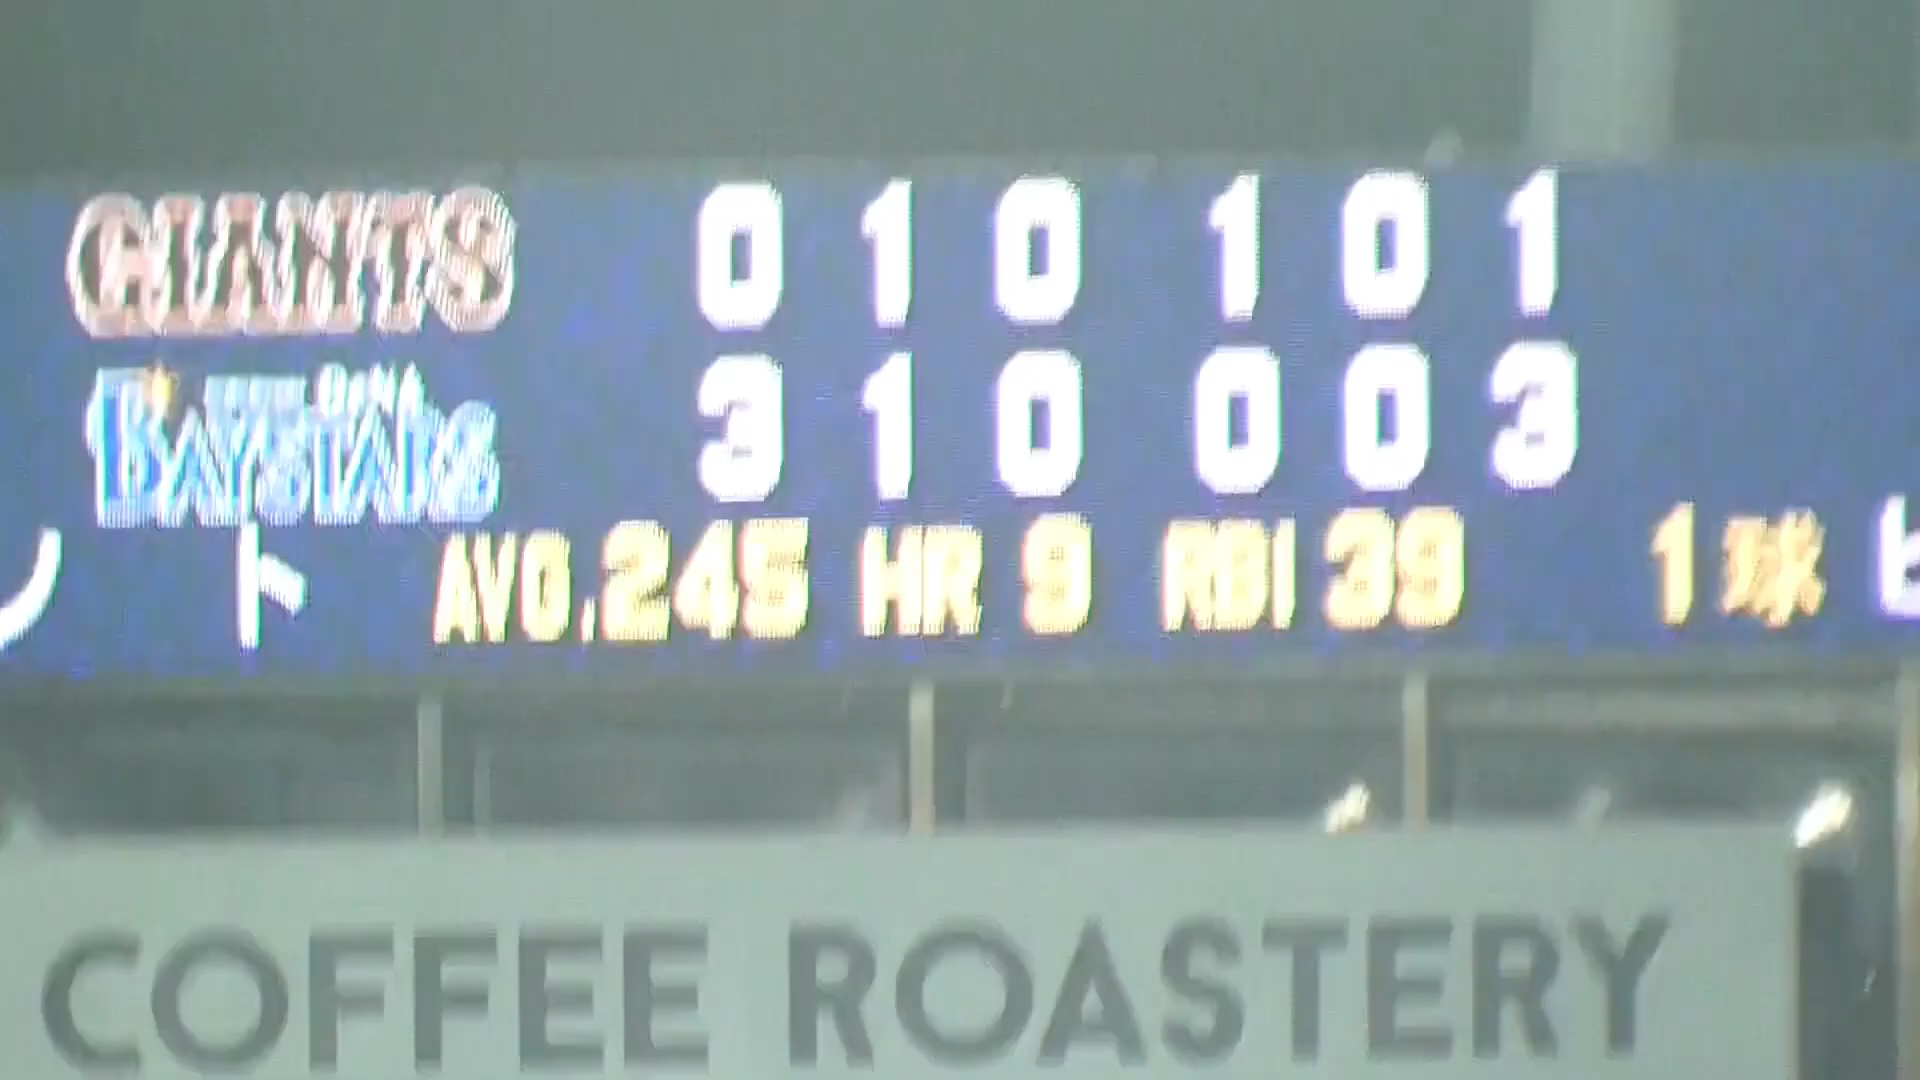 GIANTS 0 1 0 1 0 1
DeNA BAYSTARS 3 1 0 0 0 3
ト AVG.245 HR 9 RBI 39 1球
COFFEE ROASTERY